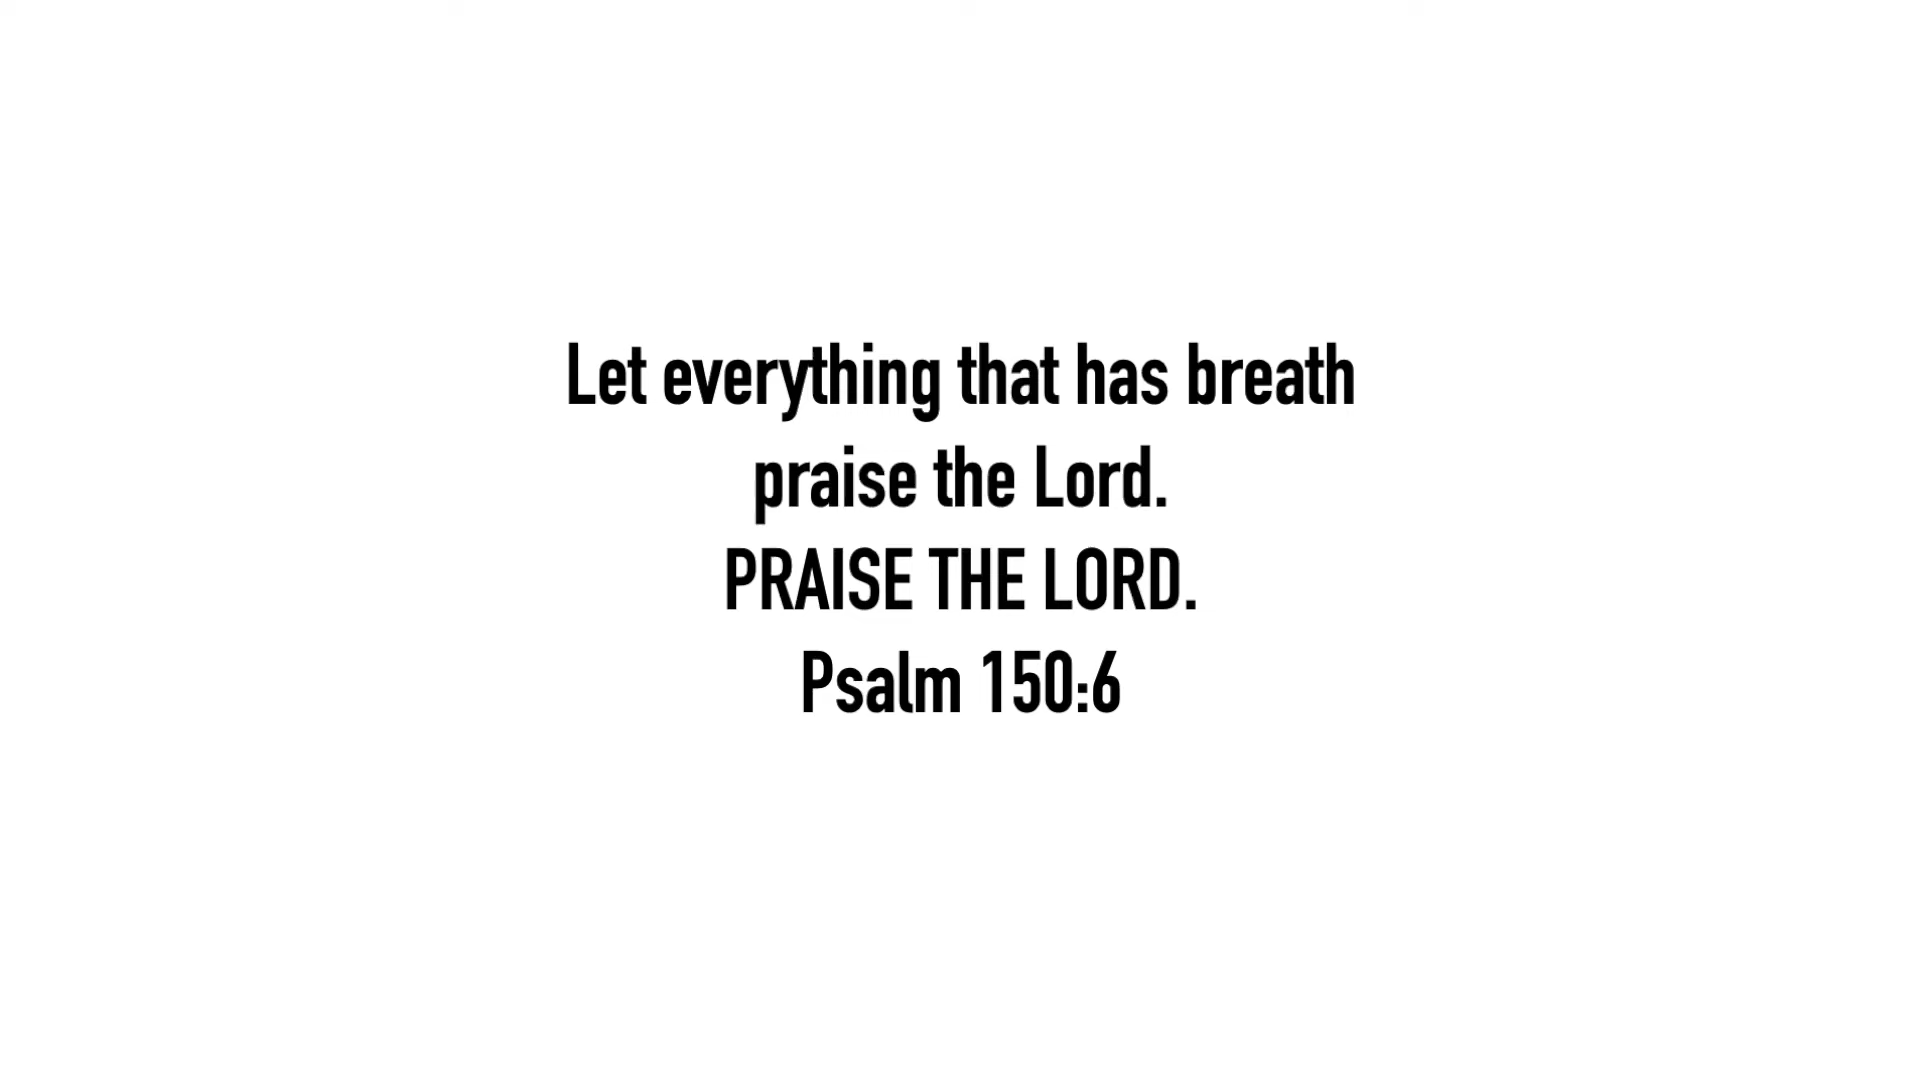 Let everything that has breath
praise the Lord.
PRAISE THE LORD.
Psalm 150:6